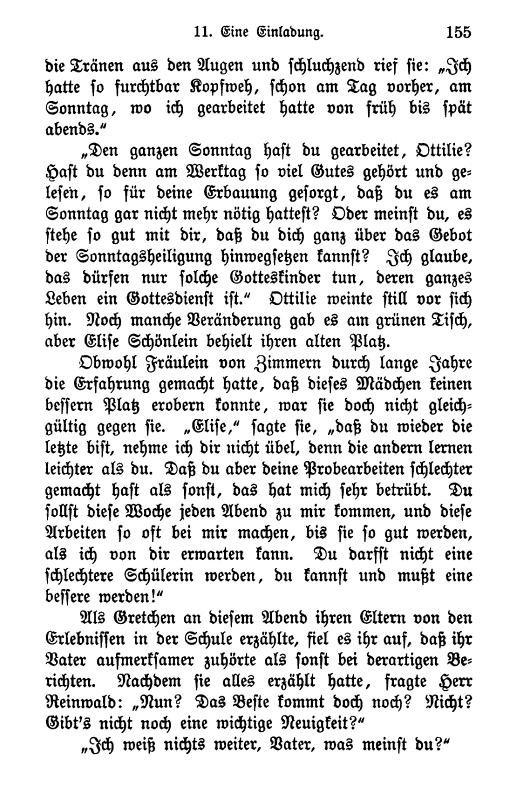 11. Eine Einladung. 155
die Tränen aus den Augen und schluchzend rief sie: „Ich
hatte so furchtbar Kopfweh, schon am Tag vorher, am
Sonntag, wo ich gearbeitet hatte von früh bis spät
abends.“
„Den ganzen Sonntag hast du gearbeitet, Ottilie?
Hast du denn am Werktag so viel Gutes gehört und ge-
lesen, so für deine Erbauung gesorgt, daß du es am
Sonntag gar nicht mehr nötig hattest? Oder meinst du, es
stehe so gut mit dir, daß du dich ganz über das Gebot
der Sonntagsheiligung hinwegsetzen kannst? Ich glaube,
das dürfen nur solche Gotteskinder tun, deren ganzes
Leben ein Gottesdienst ist.“ Ottilie weinte still vor sich
hin. Noch manche Veränderung gab es am grünen Tisch,
aber Elise Schönlein behielt ihren alten Platz.
Obwohl Fräulein von Zimmern durch lange Jahre
die Erfahrung gemacht hatte, daß dieses Mädchen keinen
bessern Platz erobern konnte, war sie doch nicht gleich-
gültig gegen sie. „Elise,“ sagte sie, „daß du wieder die
letzte bist, nehme ich dir nicht übel, denn die andern lernen
leichter als du. Daß du aber deine Probearbeiten schlechter
gemacht hast als sonst, das hat mich sehr betrübt. Du
sollst diese Woche jeden Abend zu mir kommen, und diese
Arbeiten so oft bei mir machen, bis sie so gut werden,
als ich von dir erwarten kann. Du darfst nicht eine
schlechtere Schülerin werden, du kannst und mußt eine
bessere werden!“
Als Gretchen an diesem Abend ihren Eltern von den
Erlebnissen in der Schule erzählte, fiel es ihr auf, daß ihr
Vater aufmerksamer zuhörte als sonst bei derartigen Be-
richten. Nachdem sie alles erzählt hatte, fragte Herr
Reinwald: „Nun? Das Beste kommt doch noch? Nicht?
Gibt's nicht noch eine wichtige Neuigkeit?“
„Ich weiß nichts weiter, Vater, was meinst du?“